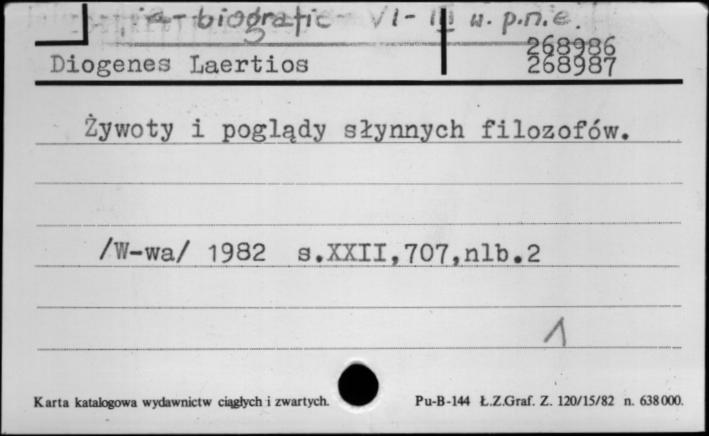 biografie VI-III w. p.n.e.
268986
Diogenes Laertios 268987
Żywoty i poglądy słynnych filozofów.
/W-wa/ 1982 s.XXII,707,nlb.2
1
Karta katalogowa wydawnictw ciągłych i zwartych. Pu-B-144 Ł.Z.Graf. Z. 120/15/82 n. 638000.